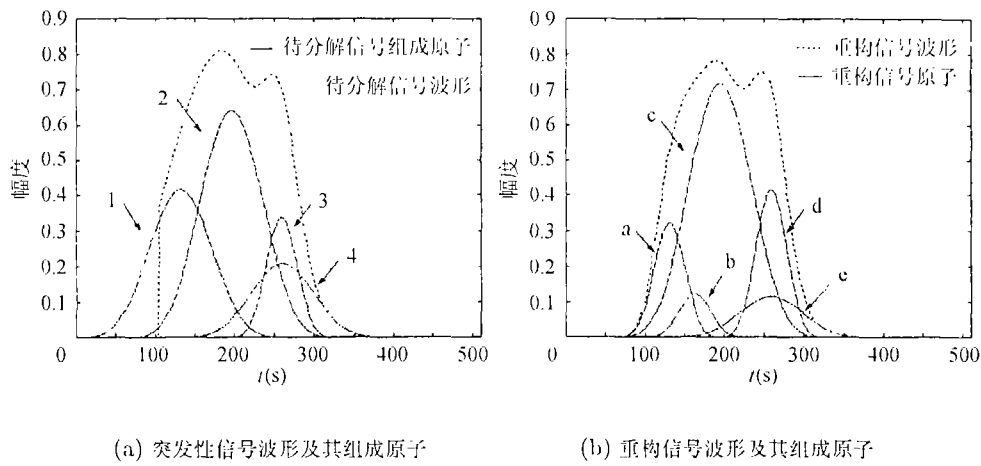 0.9
0.8
0.7
0.6
0.5
0.4
0.3
0.2
0.1
幅度
待分解信号组成原子
待分解信号波形
1
2
3
4
0 100 200 300 400 500
t(s)
(a) 突发性信号波形及其组成原子
0.9
0.8
0.7
0.6
0.5
0.4
0.3
0.2
0.1
幅度
重构信号波形
重构信号原子
a
b
c
d
e
0 100 200 300 400 500
t(s)
(b) 重构信号波形及其组成原子